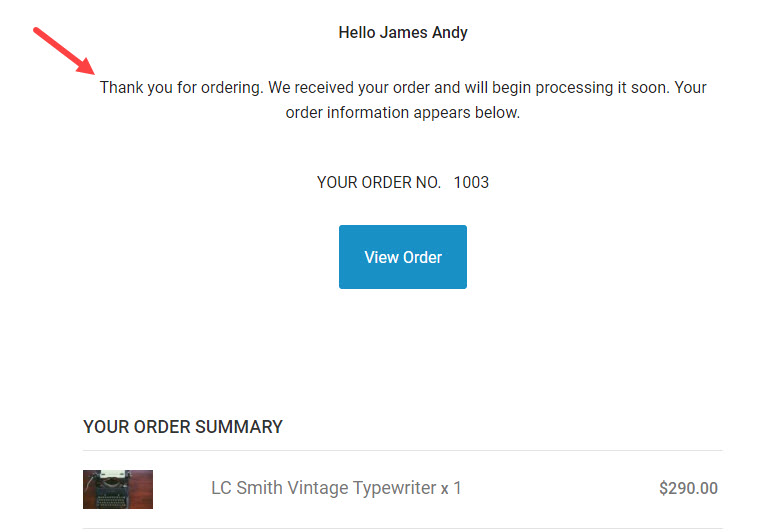 Hello James Andy
Thank you for ordering. We received your order and will begin processing it soon. Your
order information appears below.
YOUR ORDER NO. 1003
View Order
YOUR ORDER SUMMARY
LC Smith Vintage Typewriter x 1 $290.00